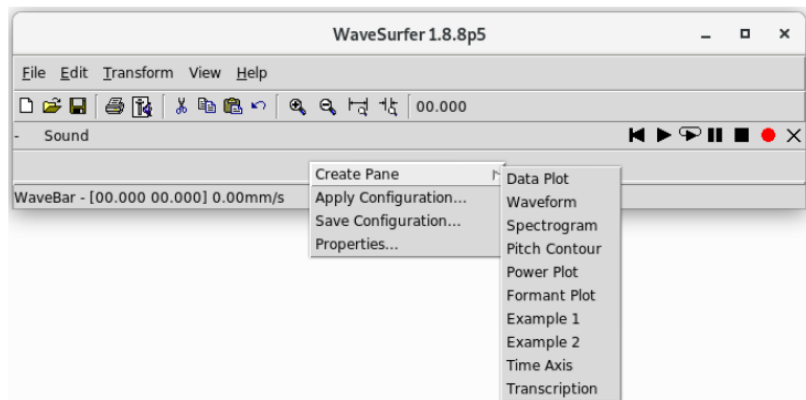 WaveSurfer 1.8.8p5
File Edit Transform View Help
00.000
- Sound
WaveBar - [00.000 00.000] 0.00mm/s
Create Pane
Apply Configuration...
Save Configuration...
Properties...
Data Plot
Waveform
Spectrogram
Pitch Contour
Power Plot
Formant Plot
Example 1
Example 2
Time Axis
Transcription